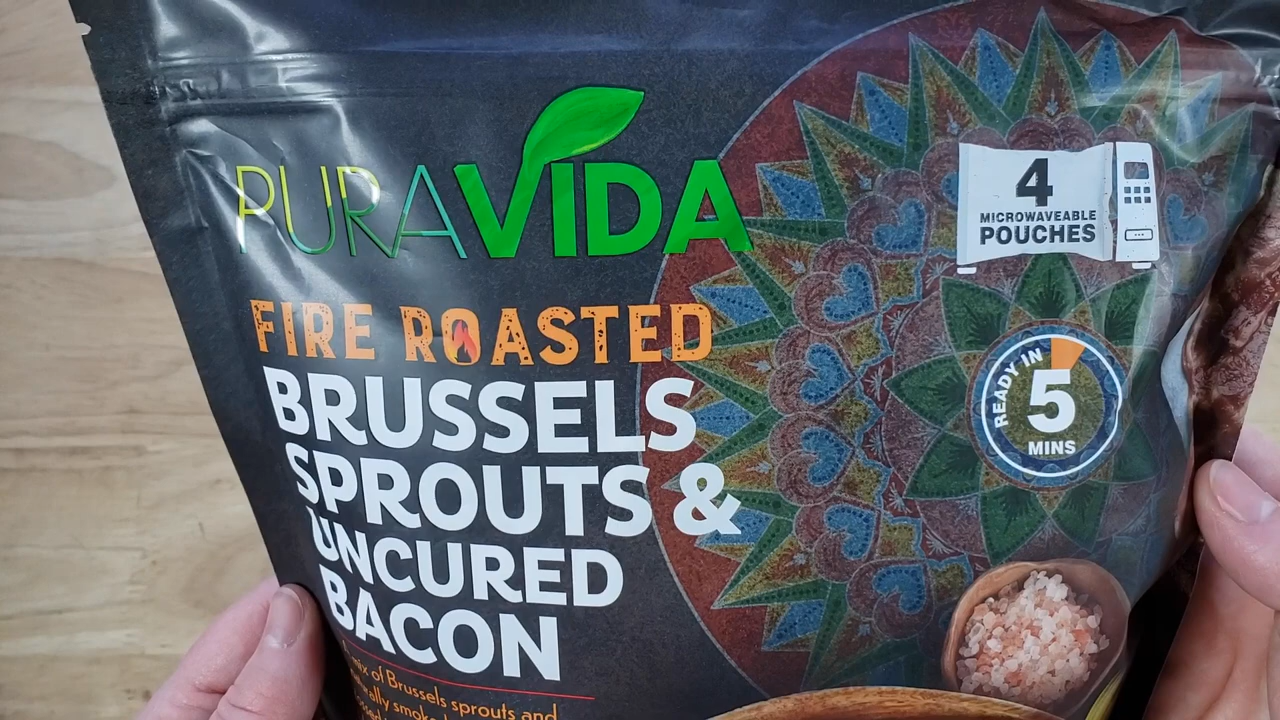 PURAVIDA
FIRE ROASTED
BRUSSELS
SPROUTS &
UNCURED
BACON
mix of Brussels sprouts and
4
MICROWAVEABLE
POUCHES
READY IN
5
MINS